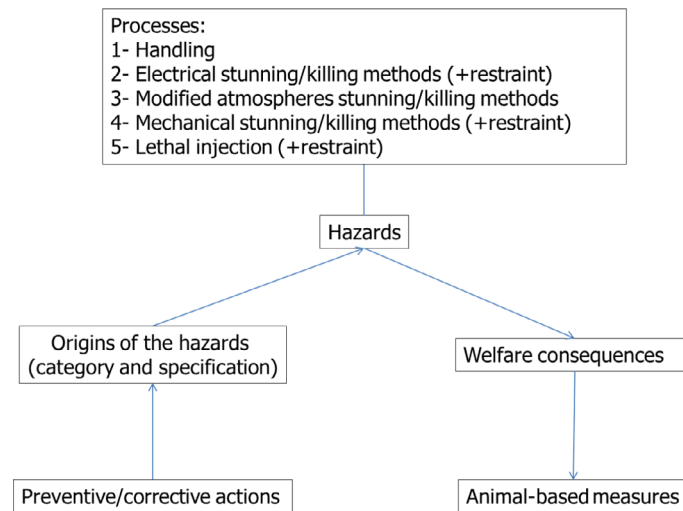 Processes:
1- Handling
2- Electrical stunning/killing methods (+restraint)
3- Modified atmospheres stunning/killing methods
4- Mechanical stunning/killing methods (+restraint)
5- Lethal injection (+restraint)
Hazards
Origins of the hazards
(category and specification)
Welfare consequences
Preventive/corrective actions
Animal-based measures